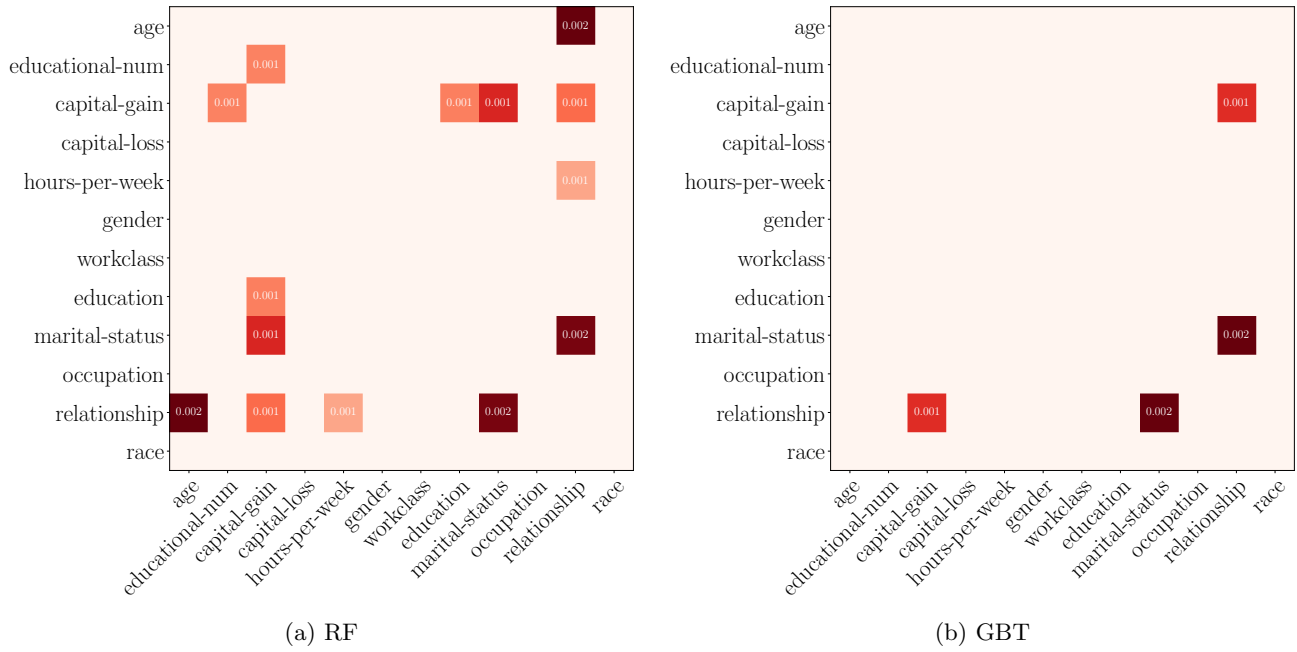 age
0.002
educational-num
0.001
capital-gain
0.001 0.001 0.001 0.001
capital-loss
hours-per-week
0.001
gender
workclass
education
0.001
marital-status
0.001 0.002
occupation
relationship
0.002 0.001 0.001 0.002
race
age
educational-num
capital-gain
capital-loss
hours-per-week
gender
workclass
education
marital-status
occupation
relationship
race
(a) RF
age
educational-num
capital-gain
0.001
capital-loss
hours-per-week
gender
workclass
education
marital-status
0.002
occupation
relationship
0.001 0.002
race
age
educational-num
capital-gain
capital-loss
hours-per-week
gender
workclass
education
marital-status
occupation
relationship
race
(b) GBT